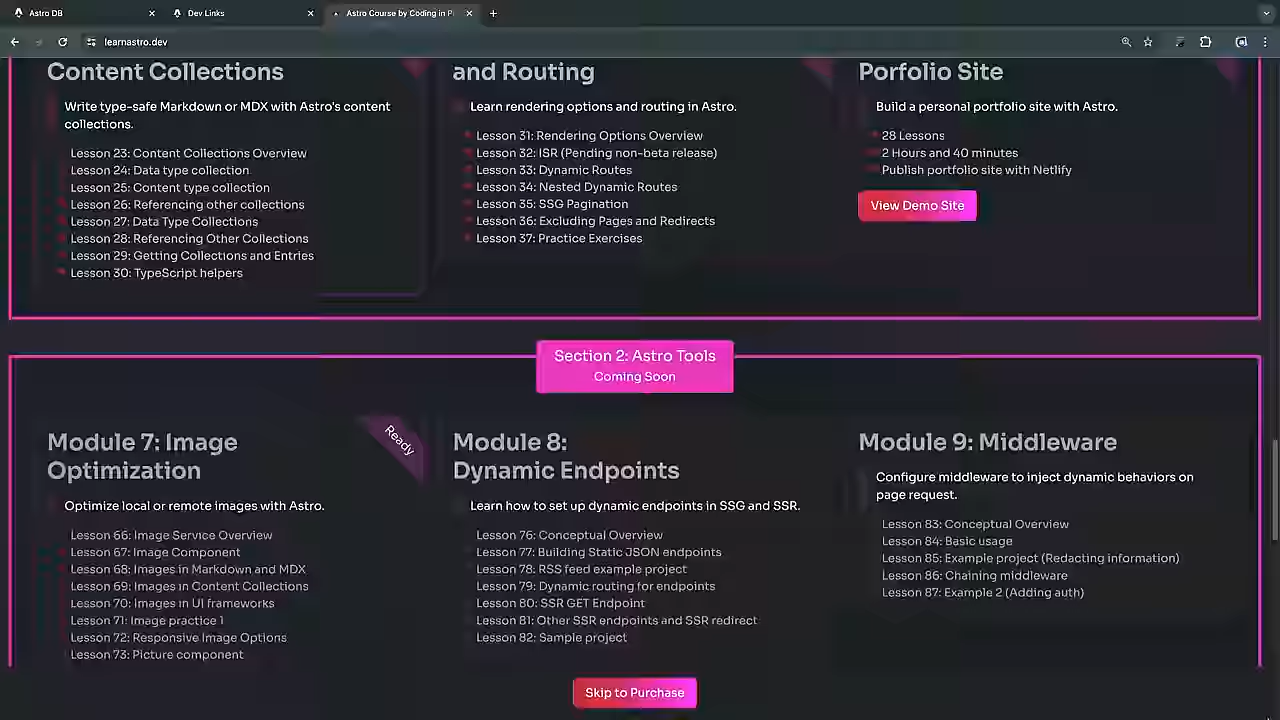 Astro DB
Dev Links
Astro Course by Coding in P
learnastro.dev
Content Collections
Write type-safe Markdown or MDX with Astro's content
collections.
Lesson 23: Content Collections Overview
Lesson 24: Data type collection
Lesson 25: Content type collection
Lesson 26: Referencing other collections
Lesson 27: Data Type Collections
Lesson 28: Referencing Other Collections
Lesson 29: Getting Collections and Entries
Lesson 30: TypeScript helpers
and Routing
Learn rendering options and routing in Astro.
Lesson 31: Rendering Options Overview
Lesson 32: ISR (Pending non-beta release)
Lesson 33: Dynamic Routes
Lesson 34: Nested Dynamic Routes
Lesson 35: SSG Pagination
Lesson 36: Excluding Pages and Redirects
Lesson 37: Practice Exercises
Porfolio Site
Build a personal portfolio site with Astro.
28 Lessons
2 Hours and 40 minutes
Publish portfolio site with Netlify
View Demo Site
Section 2: Astro Tools
Coming Soon
Module 7: Image
Optimization
Ready
Optimize local or remote images with Astro.
Lesson 66: Image Service Overview
Lesson 67: Image Component
Lesson 68: Images in Markdown and MDX
Lesson 69: Images in Content Collections
Lesson 70: Images in UI frameworks
Lesson 71: Image practice 1
Lesson 72: Responsive Image Options
Lesson 73: Picture component
Module 8:
Dynamic Endpoints
Learn how to set up dynamic endpoints in SSG and SSR.
Lesson 76: Conceptual Overview
Lesson 77: Building Static JSON endpoints
Lesson 78: RSS feed example project
Lesson 79: Dynamic routing for endpoints
Lesson 80: SSR GET Endpoint
Lesson 81: Other SSR endpoints and SSR redirect
Lesson 82: Sample project
Module 9: Middleware
Configure middleware to inject dynamic behaviors on
page request.
Lesson 83: Conceptual Overview
Lesson 84: Basic usage
Lesson 85: Example project (Redacting information)
Lesson 86: Chaining middleware
Lesson 87: Example 2 (Adding auth)
Skip to Purchase